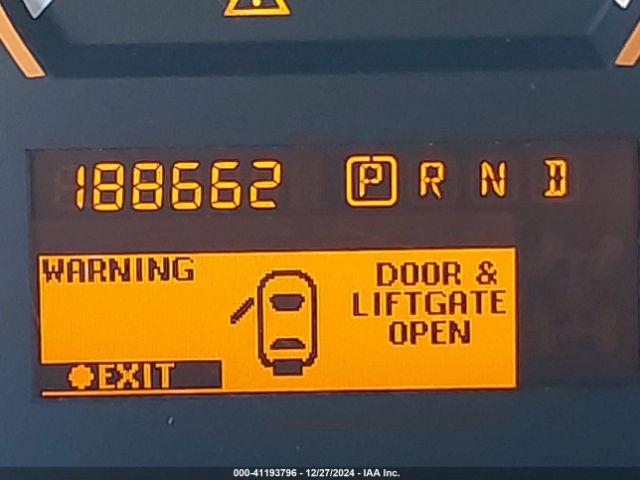 188662 P R N D
WARNING
DOOR &
LIFTGATE
OPEN
EXIT
000-41193796 - 12/27/2024 - IAA Inc.